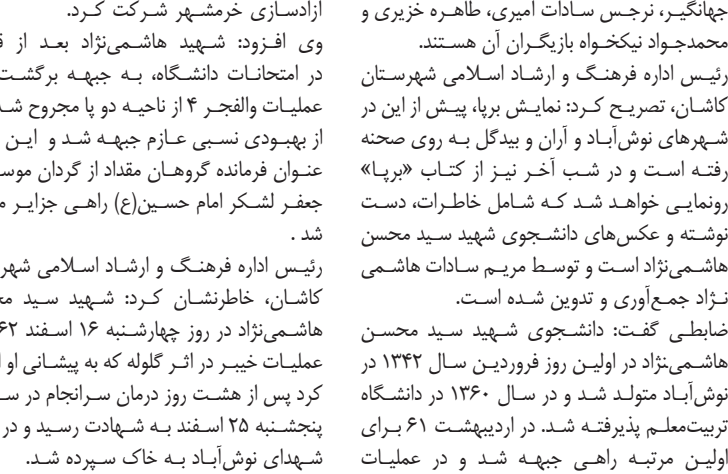 جهانگیر، نرجس سادات امیری، طاهره خزیری و
محمدجواد نیکخواه بازیگران آن هستند.
رئیس اداره فرهنگ و ارشاد اسلامی شهرستان
کاشان، تصریح کرد: نمایش برپا، پیش از این در
شهرهای نوش‌آباد و آران و بیدگل به روی صحنه
رفته است و در شب آخر نیز از کتاب «برپا»
رونمایی خواهد شد که شامل خاطرات، دست
نوشته و عکس‌های دانشجوی شهید سید محسن
هاشمی‌نژاد است و توسط مریم سادات هاشمی
نژاد جمع‌آوری و تدوین شده است.
ضابطی گفت: دانشجوی شهید سید محسن
هاشمی‌نژاد در اولین روز فروردین سال ۱۳۴۲ در
نوش‌آباد متولد شد و در سال ۱۳۶۰ در دانشگاه
تربیت‌معلم پذیرفته شد. در اردیبهشت ۶۱ برای
اولین مرتبه راهی جبهه شد و در عملیات
آزادسازی خرمشهر شرکت کرد.
وی افزود: شهید هاشمی‌نژاد بعد از
در امتحانات دانشگاه، به جبهه برگشت
عملیات والفجر ۴ از ناحیه دو پا مجروح
از بهبودی نسبی عازم جبهه شد و این
عنوان فرمانده گروهان مقداد از گردان
جعفر لشکر امام حسین(ع) راهی جزایر
شد .
رئیس اداره فرهنگ و ارشاد اسلامی
کاشان، خاطرنشان کرد: شهید سید
هاشمی‌نژاد در روز چهارشنبه ۱۶ اسفند ۶۲
عملیات خیبر در اثر گلوله که به پیشانی او
کرد پس از هشت روز درمان سرانجام در
پنجشنبه ۲۵ اسفند به شهادت رسید و در
شهدای نوش‌آباد به خاک سپرده شد.